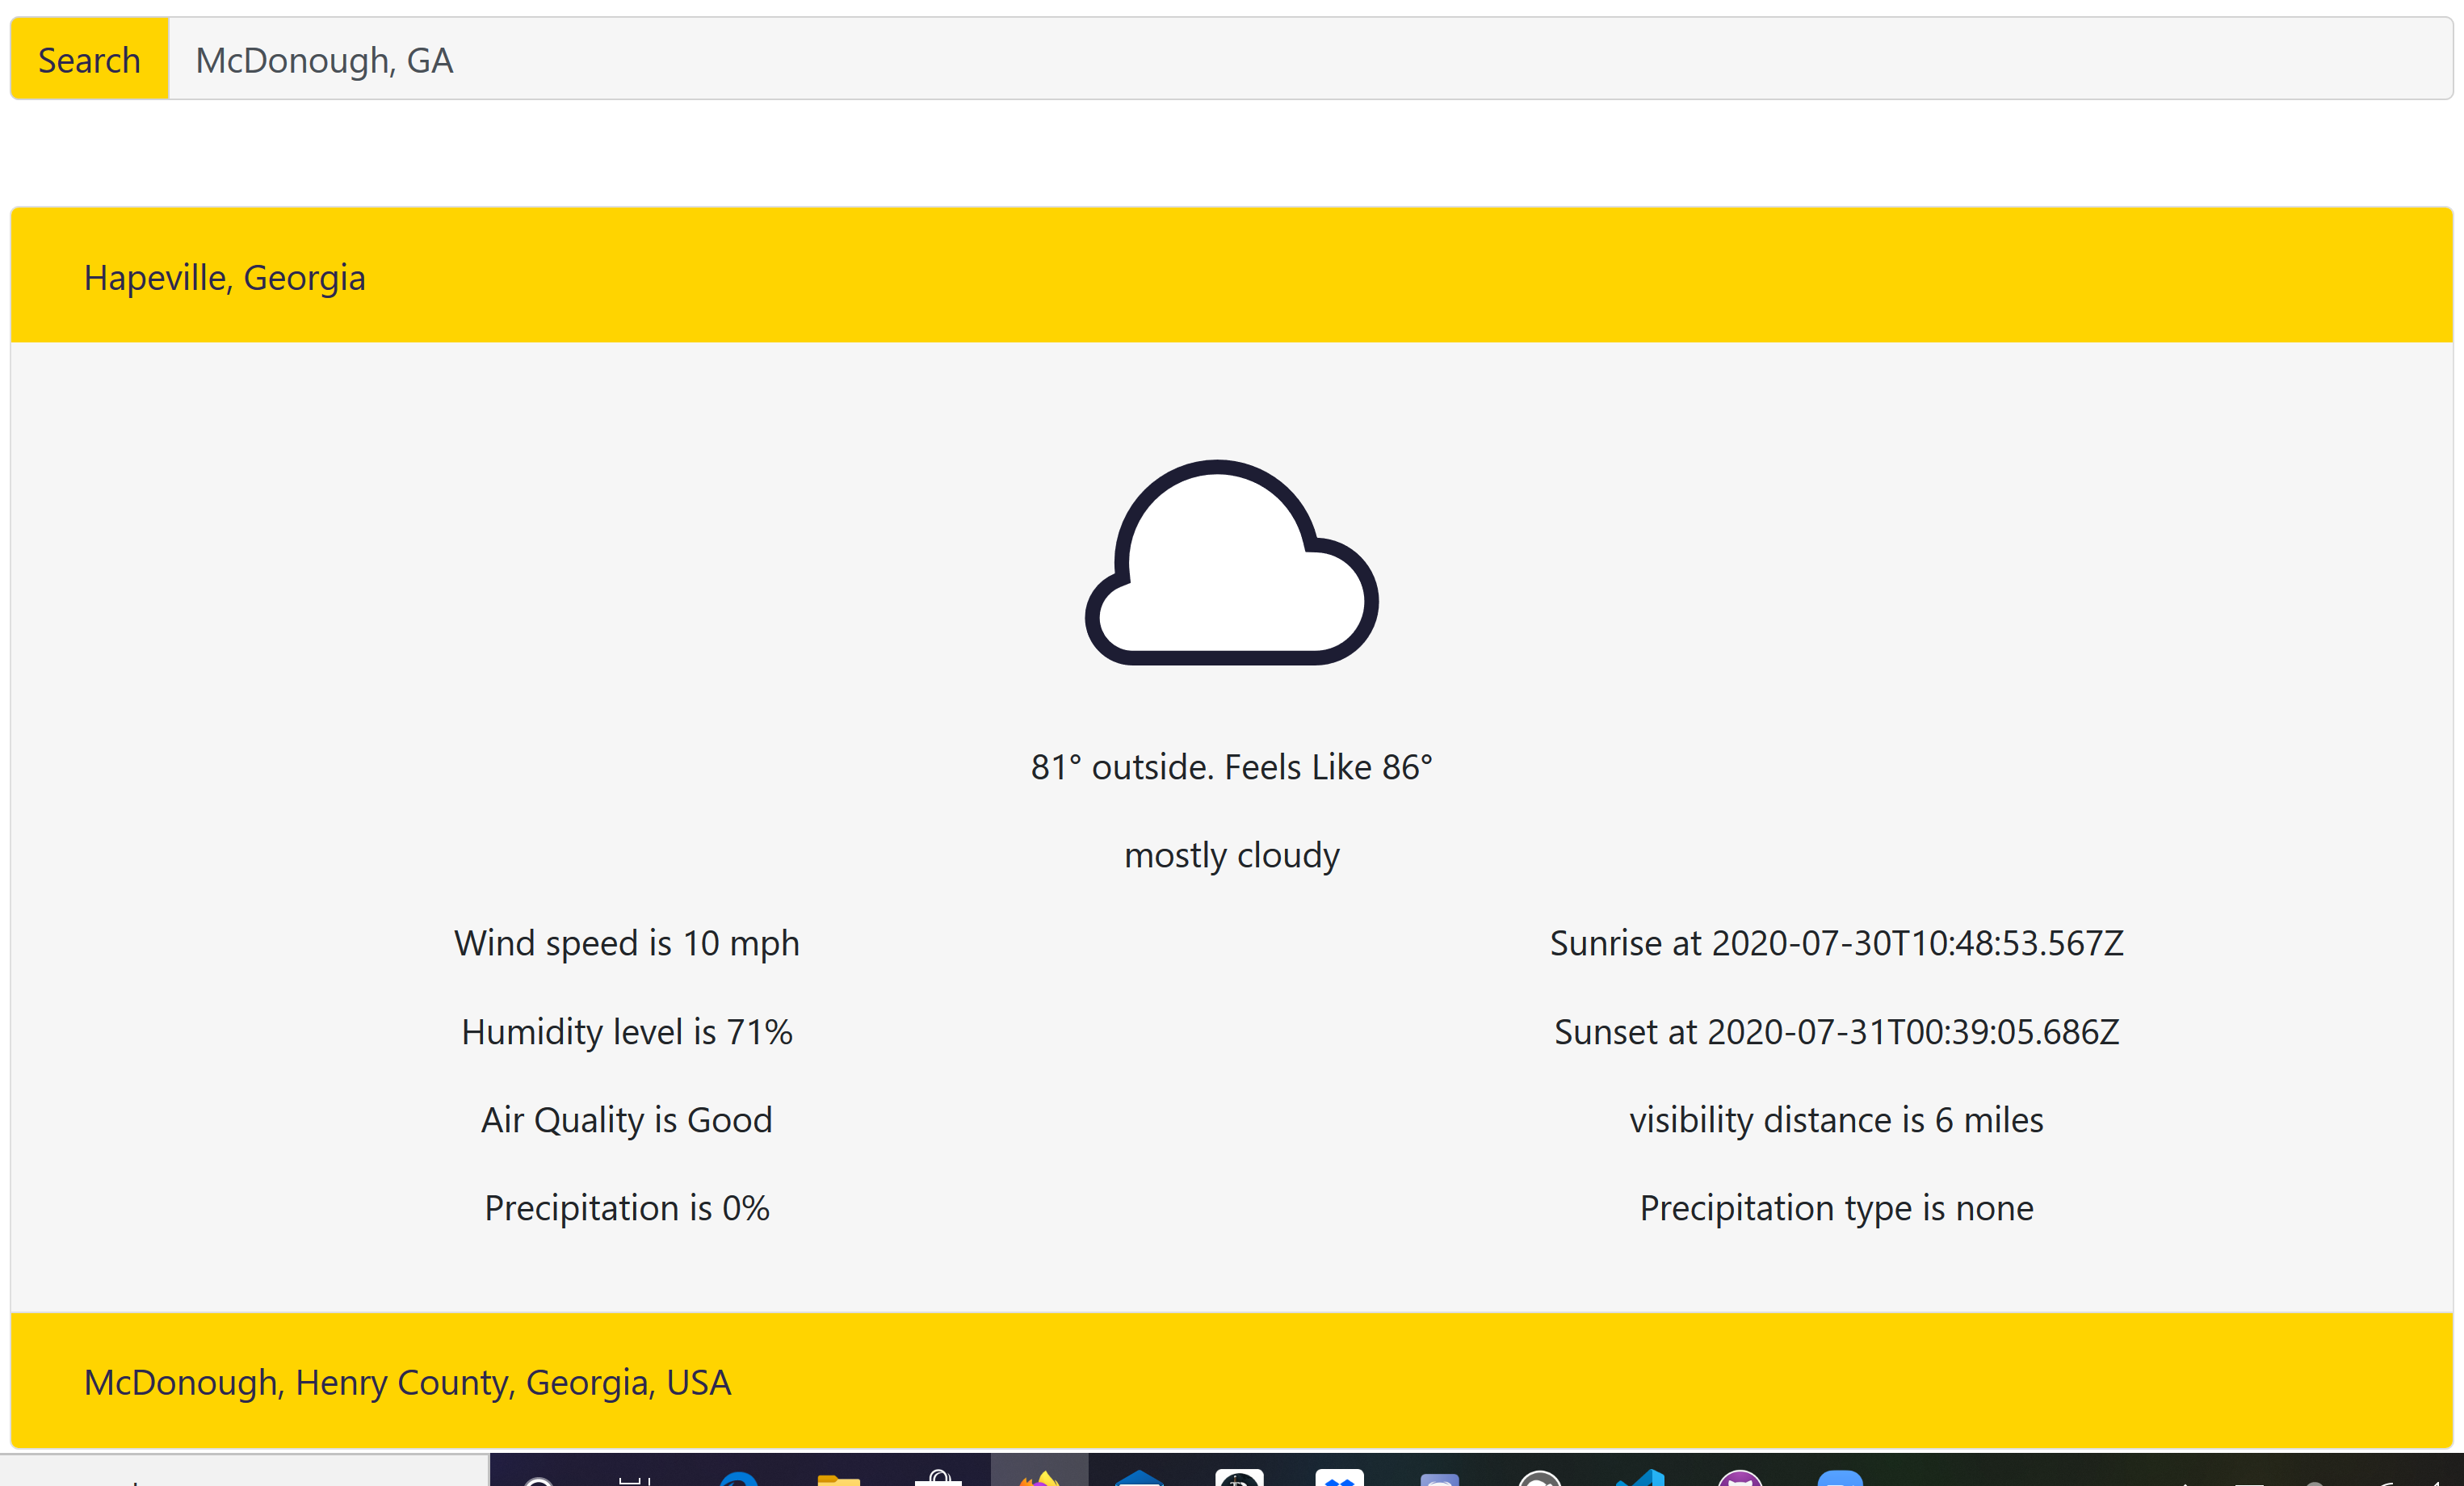 Search McDonough, GA
Hapeville, Georgia
81° outside. Feels Like 86°
mostly cloudy
Wind speed is 10 mph
Sunrise at 2020-07-30T10:48:53.567Z
Humidity level is 71%
Sunset at 2020-07-31T00:39:05.686Z
Air Quality is Good
visibility distance is 6 miles
Precipitation is 0%
Precipitation type is none
McDonough, Henry County, Georgia, USA